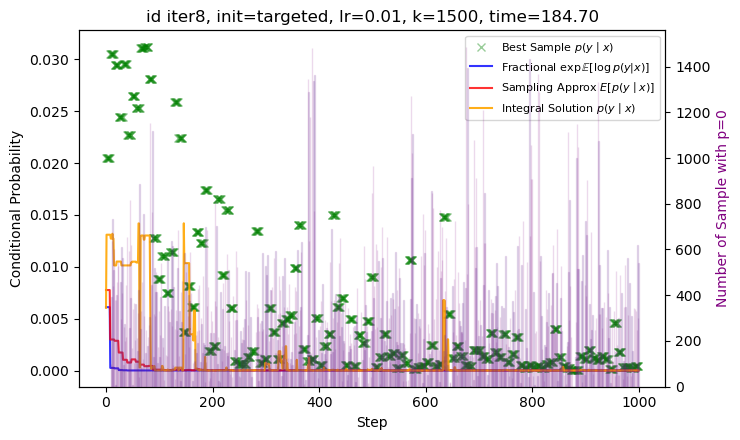 id iter8, init=targeted, lr=0.01, k=1500, time=184.70
Best Sample p(y | x)
Fractional exp𝔼[log p(y|x)]
Sampling Approx E[p(y | x)]
Integral Solution p(y | x)
Conditional Probability
0.030
0.025
0.020
0.015
0.010
0.005
0.000
1400
1200
1000
800
600
400
200
0
Number of Sample with p=0
0 200 400 600 800 1000
Step